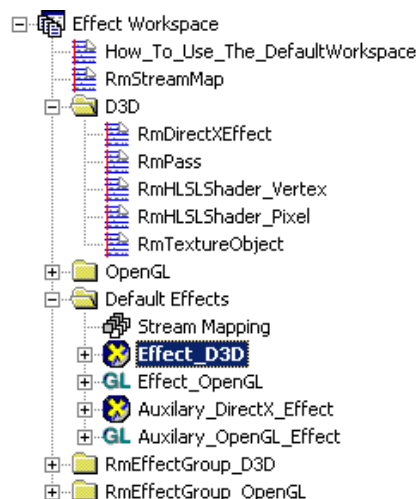 Effect Workspace
How_To_Use_The_DefaultWorkspace
RmStreamMap
D3D
RmDirectXEffect
RmPass
RmHLSLShader_Vertex
RmHLSLShader_Pixel
RmTextureObject
OpenGL
Default Effects
Stream Mapping
Effect_D3D
GL Effect_OpenGL
Auxilary_DirectX_Effect
GL Auxilary_OpenGL_Effect
RmEffectGroup_D3D
RmEffectGroup_OpenGL